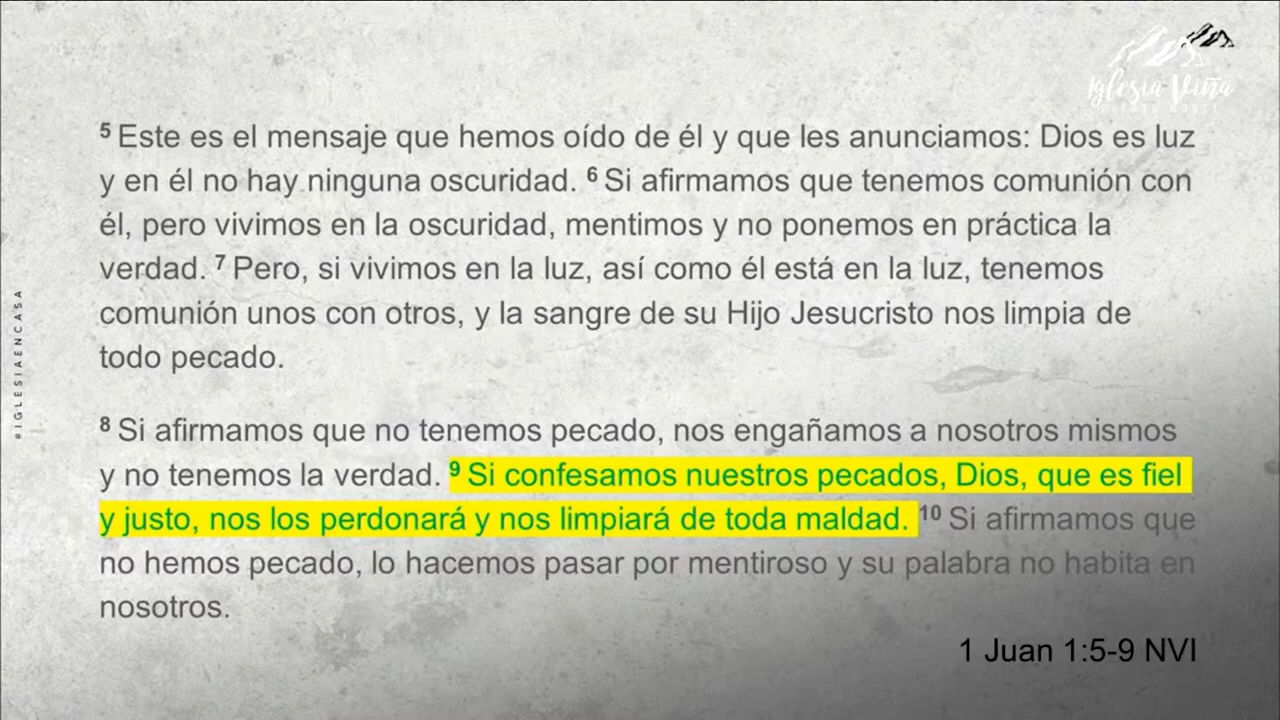 Iglesia Viña
⁵ Este es el mensaje que hemos oído de él y que les anunciamos: Dios es luz
y en él no hay ninguna oscuridad. ⁶ Si afirmamos que tenemos comunión con
él, pero vivimos en la oscuridad, mentimos y no ponemos en práctica la
verdad. ⁷ Pero, si vivimos en la luz, así como él está en la luz, tenemos
comunión unos con otros, y la sangre de su Hijo Jesucristo nos limpia de
todo pecado.
⁸ Si afirmamos que no tenemos pecado, nos engañamos a nosotros mismos
y no tenemos la verdad. ⁹ Si confesamos nuestros pecados, Dios, que es fiel
y justo, nos los perdonará y nos limpiará de toda maldad. ¹⁰ Si afirmamos que
no hemos pecado, lo hacemos pasar por mentiroso y su palabra no habita en
nosotros.
1 Juan 1:5-9 NVI
#IGLESIAENCASA